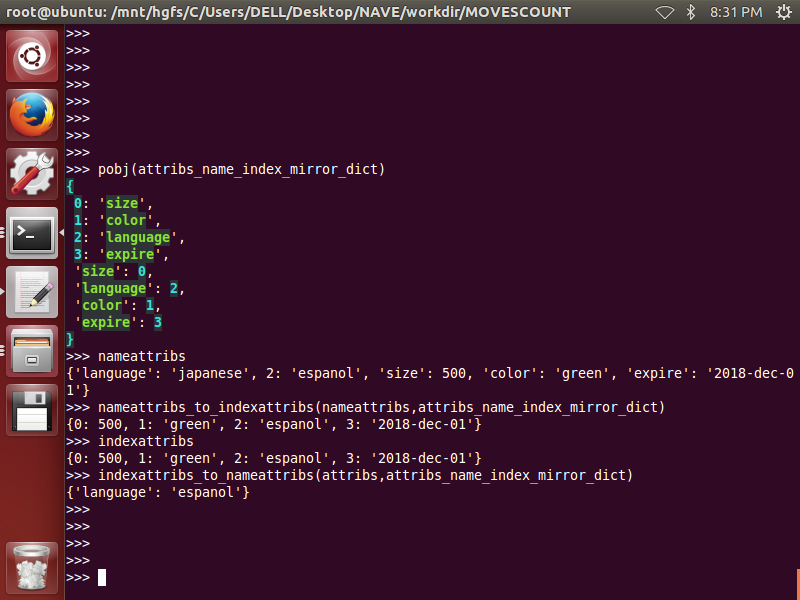 root@ubuntu: /mnt/hgfs/C/Users/DELL/Desktop/NAVE/workdir/MOVESCOUNT 8:31 PM
>>>
>>>
>>>
>>>
>>>
>>>
>>>
>>>
>>> pobj(attribs_name_index_mirror_dict)
{
 0: 'size',
 1: 'color',
 2: 'language',
 3: 'expire',
 'size': 0,
 'language': 2,
 'color': 1,
 'expire': 3
}
>>> nameattribs
{'language': 'japanese', 2: 'espanol', 'size': 500, 'color': 'green', 'expire': '2018-dec-0
1'}
>>> nameattribs_to_indexattribs(nameattribs,attribs_name_index_mirror_dict)
{0: 500, 1: 'green', 2: 'espanol', 3: '2018-dec-01'}
>>> indexattribs
{0: 500, 1: 'green', 2: 'espanol', 3: '2018-dec-01'}
>>> indexattribs_to_nameattribs(attribs,attribs_name_index_mirror_dict)
{'language': 'espanol'}
>>>
>>>
>>>
>>>
>>>